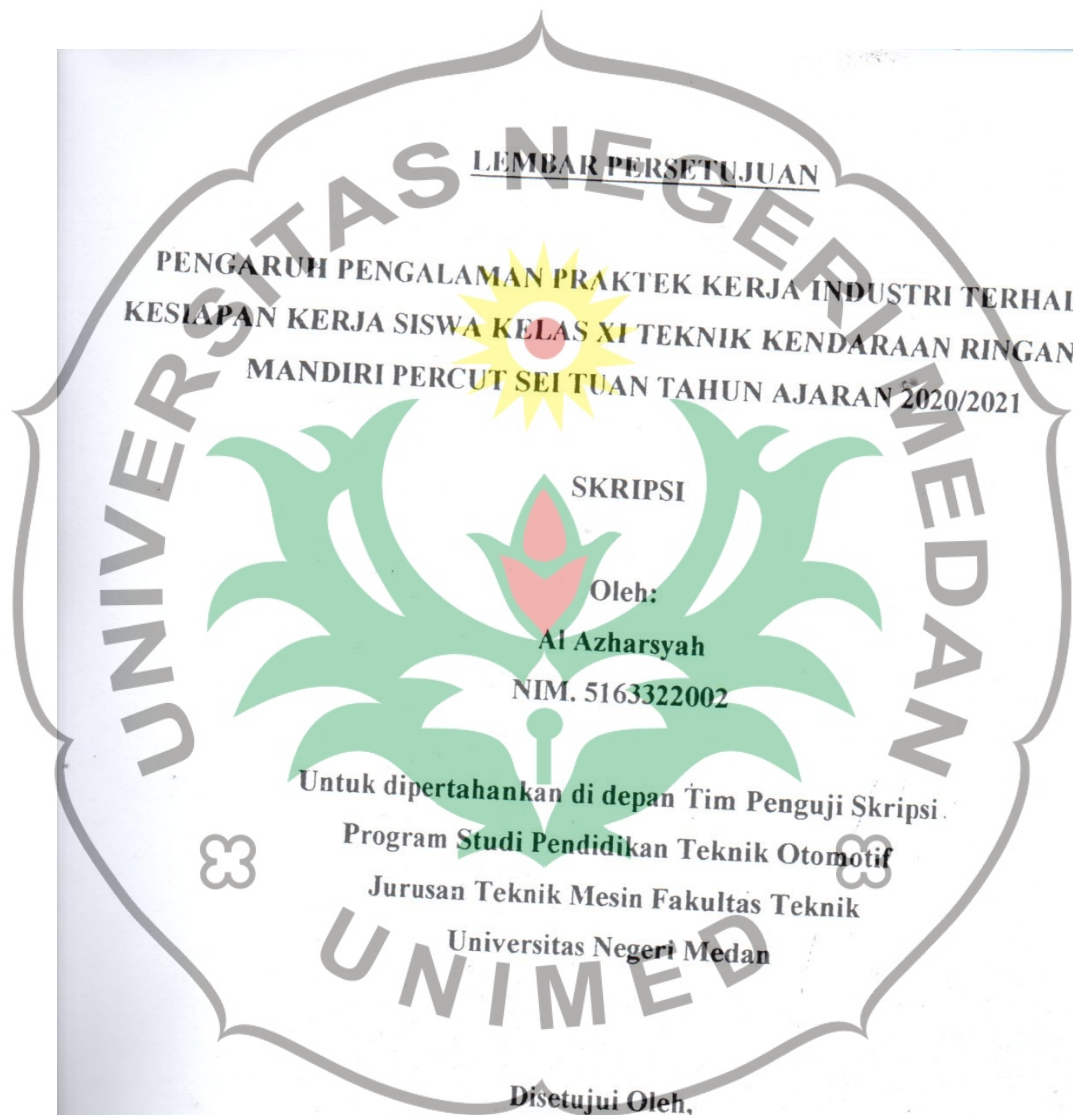 LEMBAR PERSETUJUAN
PENGARUH PENGALAMAN PRAKTEK KERJA INDUSTRI
KESIAPAN KERJA SISWA KELAS XI TEKNIK KENDARAAN RINGAN
MANDIRI PERCUT SEI TUAN TAHUN AJARAN 2020/2021
SKRIPSI
Oleh:
Al Azharsyah
NIM. 5163322002
Untuk dipertahankan di depan Tim Penguji Skripsi
Program Studi Pendidikan Teknik Otomotif
Jurusan Teknik Mesin Fakultas Teknik
Universitas Negeri Medan
Disetujui Oleh,
UNIVERSITAS NEGERI MEDAN
UNIMED